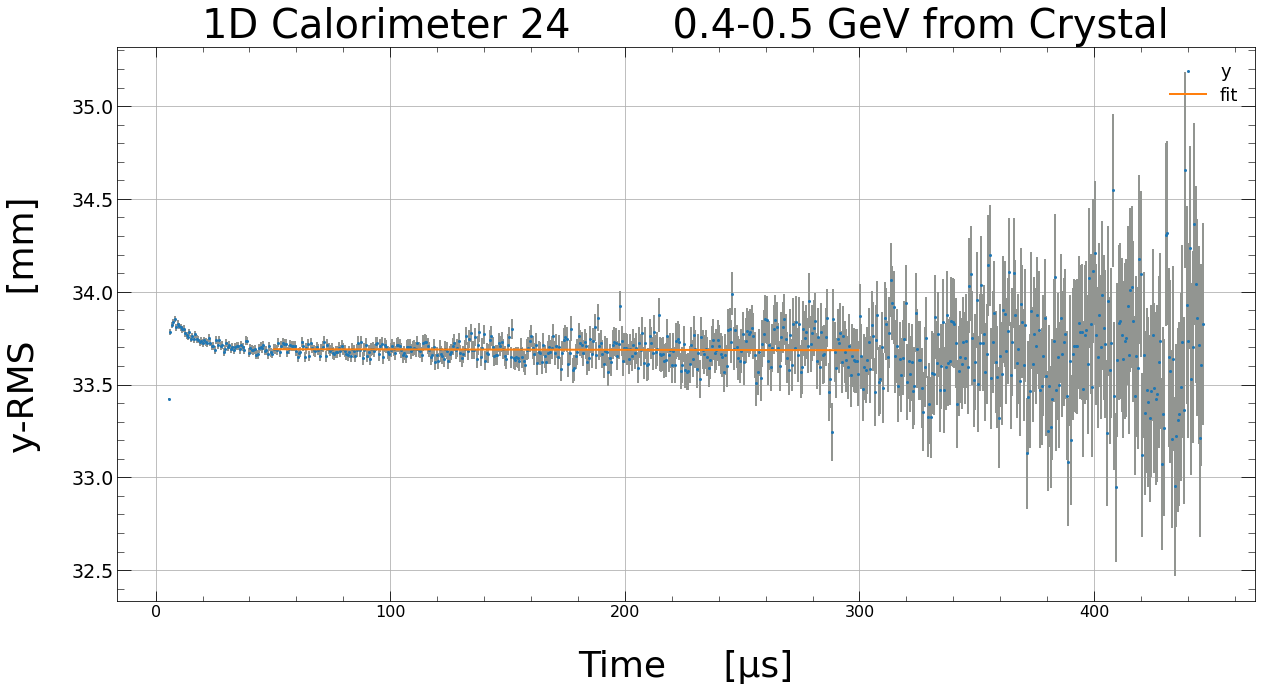 1D Calorimeter 24 0.4-0.5 GeV from Crystal
y
fit
35.0
34.5
34.0
33.5
33.0
32.5
y-RMS [mm]
0 100 200 300 400
Time [μs]